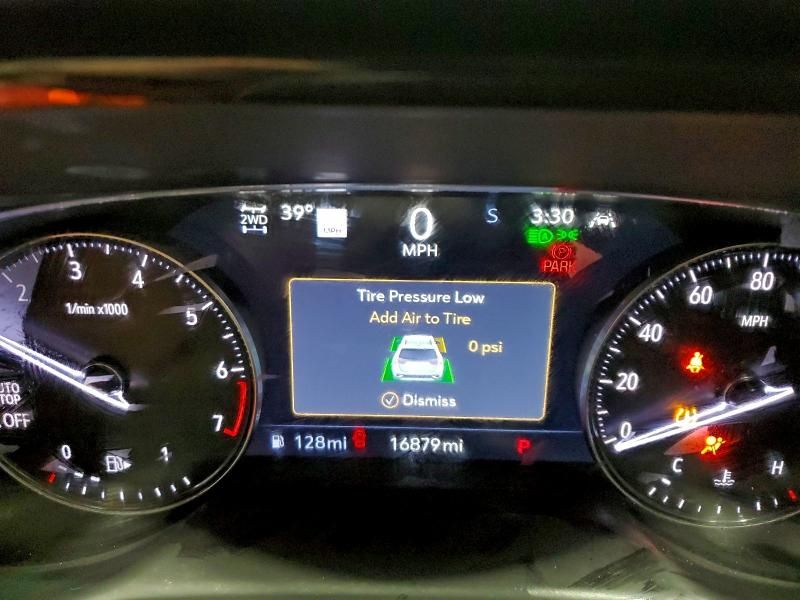 2WD
39°
MPH
0
MPH
S
3:30
PARK
2
3
4
5
6
7
1/min x1000
AUTO
STOP
OFF
0
1
Tire Pressure Low
Add Air to Tire
0 psi
Dismiss
128mi
16879mi
P
0
20
40
60
80
MPH
C
H